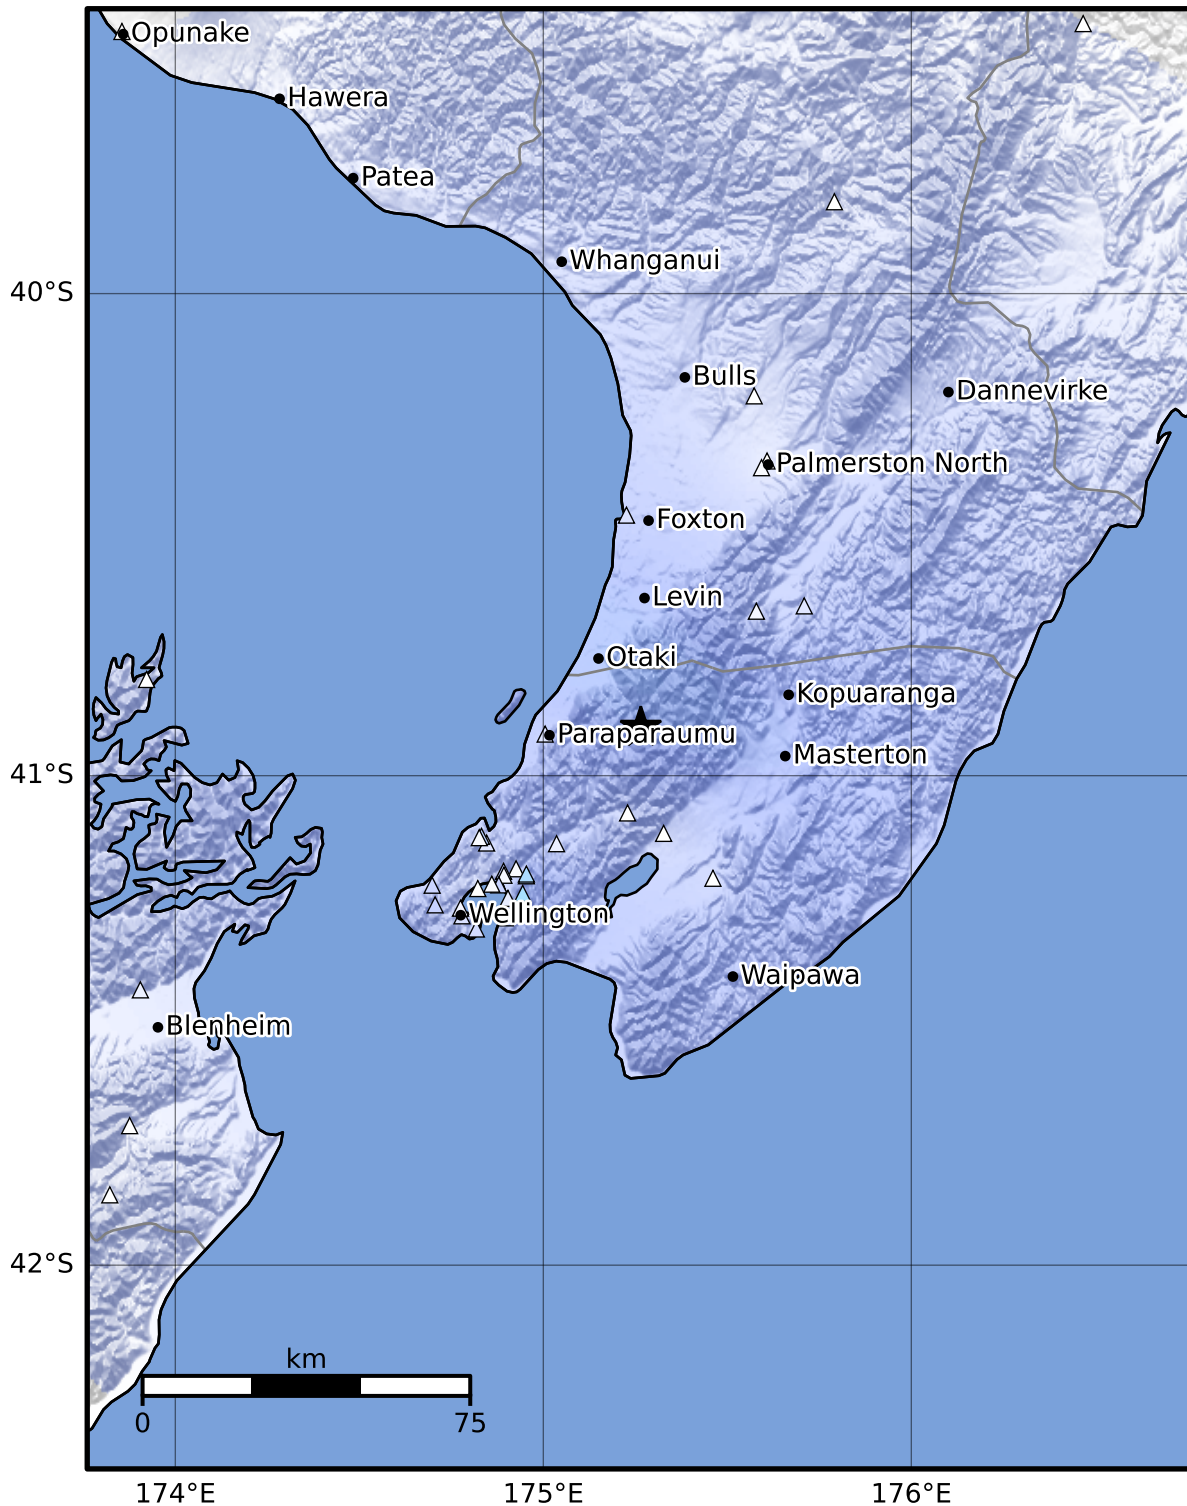 Opunake
Hawera
Patea
Whanganui
40°S
Bulls
Dannevirke
Palmerston North
Foxton
Levin
Otaki
Kopuaranga
Paraparaumu
Masterton
41°S
Wellington
Waipawa
Blenheim
42°S
km
0 75
174°E 175°E 176°E